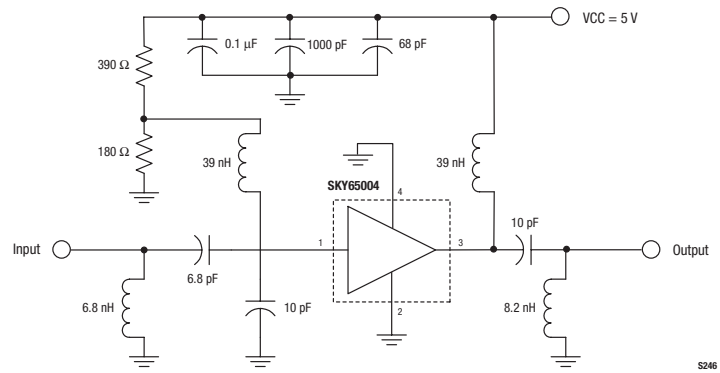 VCC = 5 V
0.1 µF
1000 pF
68 pF
390 Ω
180 Ω
39 nH
39 nH
SKY65004
4
10 pF
Input
1
3
Output
6.8 pF
6.8 nH
10 pF
2
8.2 nH
S246